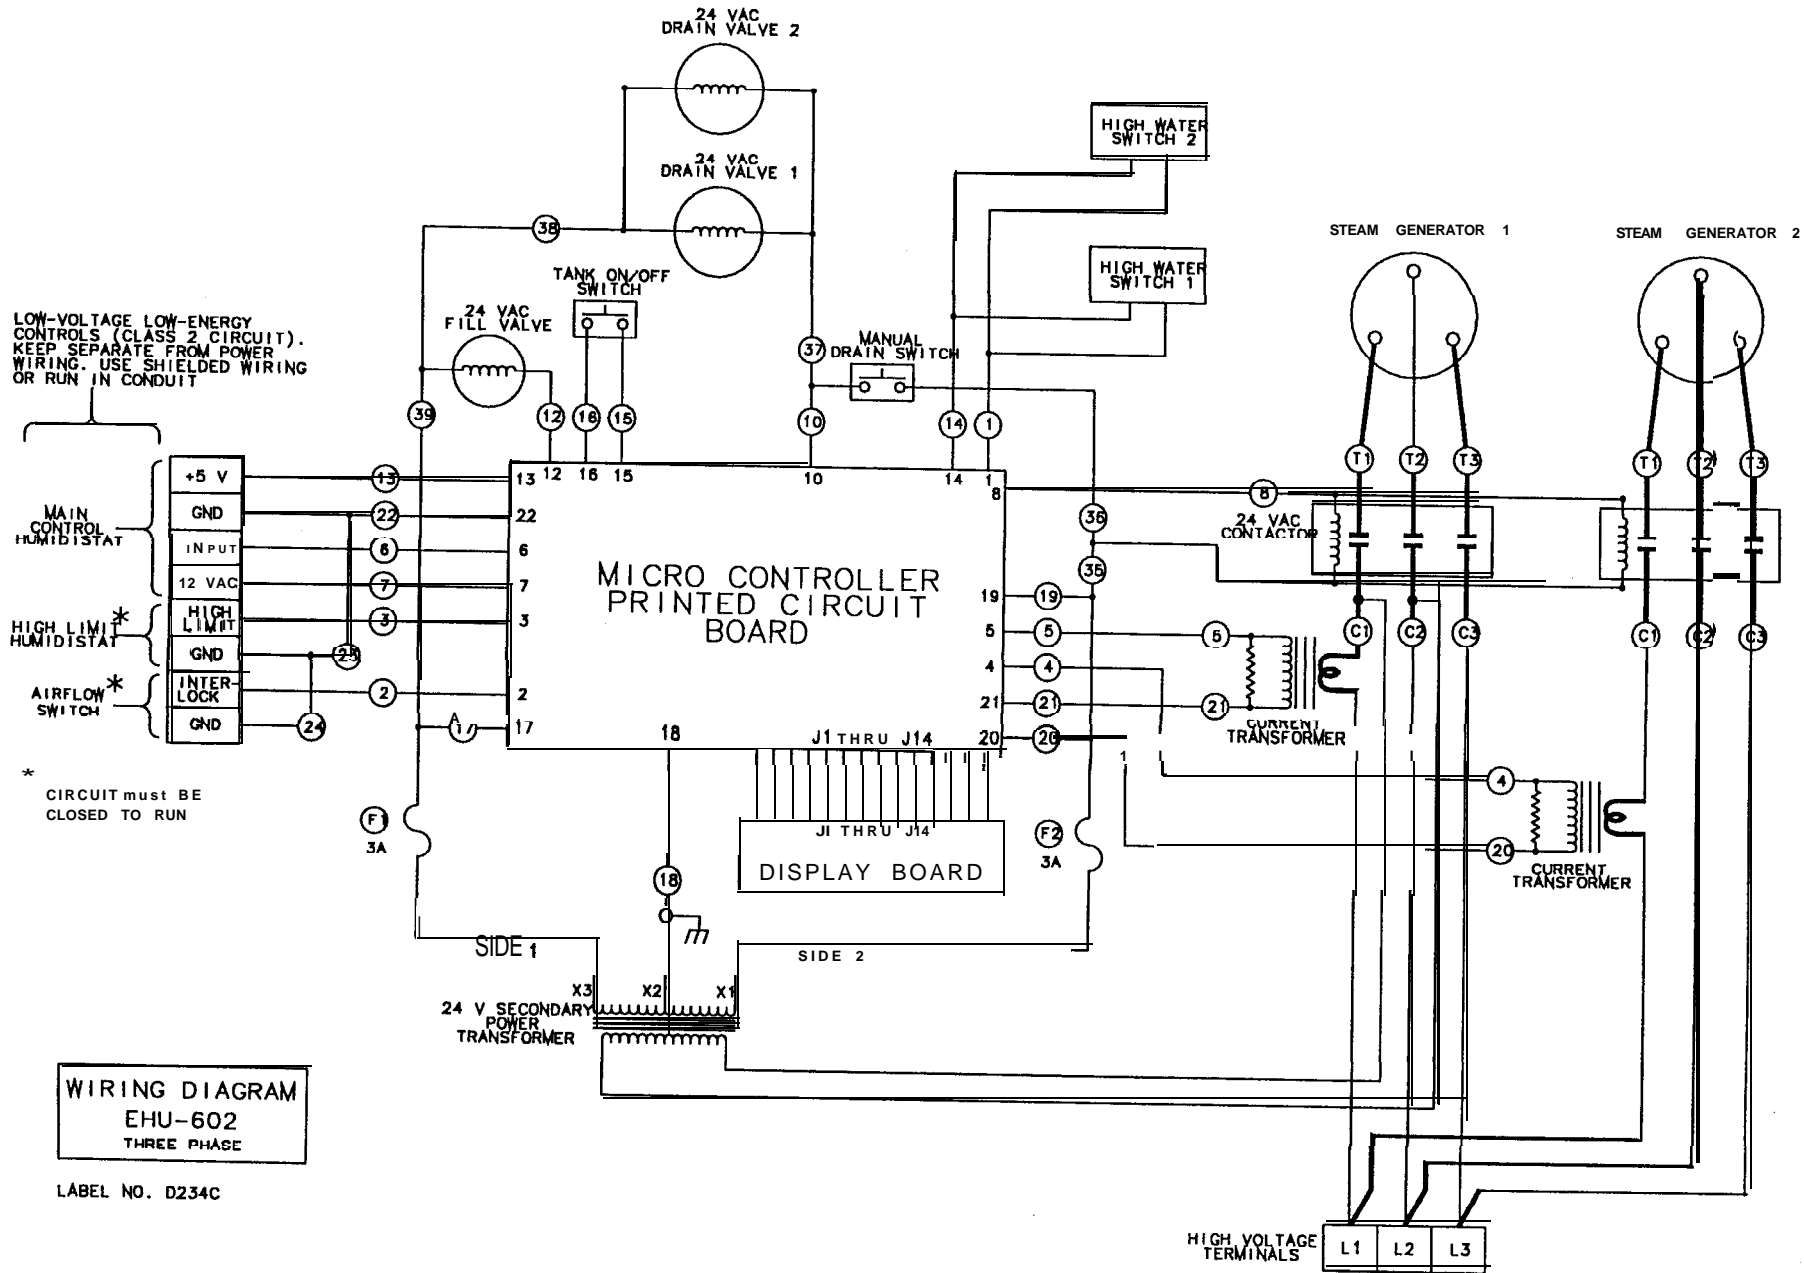 24 VAC
DRAIN VALVE 2
24 VAC
DRAIN VALVE 1
HIGH WATER
SWITCH 2
HIGH WATER
SWITCH 1
STEAM GENERATOR 1
STEAM GENERATOR 2
38
TANK ON/OFF
SWITCH
24 VAC
FILL VALVE
MANUAL
DRAIN SWITCH
37
LOW-VOLTAGE LOW-ENERGY
CONTROLS (CLASS 2 CIRCUIT).
KEEP SEPARATE FROM POWER
WIRING. USE SHIELDED WIRING
OR RUN IN CONDUIT
39
12
16
15
10
14
1
T1
T2
T3
T1
T2
T3
MAIN
CONTROL
HUMIDISTAT
HIGH LIMIT*
HUMIDISTAT
AIRFLOW*
SWITCH
+5 V
GND
INPUT
12 VAC
HIGH
LIMIT
GND
INTER-
LOCK
GND
13
22
6
7
3
2
24
17
12
16
15
10
14
1
8
13
22
6
7
3
2
17
MICRO CONTROLLER
PRINTED CIRCUIT
BOARD
18
J1 THRU J14
19
5
4
21
20
19
5
4
21
20
36
35
8
24 VAC
CONTACTOR
C1
C2
C3
C1
C2
C3
5
21
CURRENT
TRANSFORMER
4
20
CURRENT
TRANSFORMER
*
CIRCUIT must BE
CLOSED TO RUN
F1
3A
F2
3A
J1 THRU J14
DISPLAY BOARD
18
SIDE 1
SIDE 2
X3
X2
X1
24 V SECONDARY
POWER
TRANSFORMER
WIRING DIAGRAM
EHU-602
THREE PHASE
LABEL NO. D234C
HIGH VOLTAGE
TERMINALS
L1
L2
L3